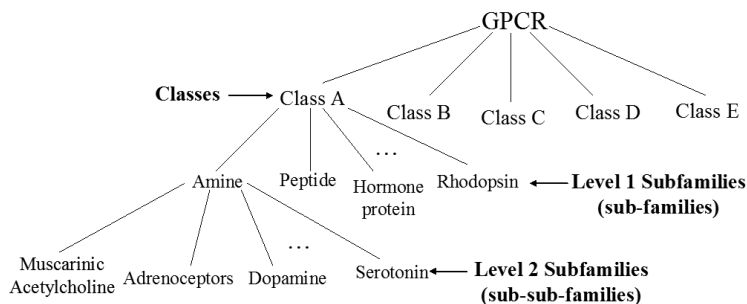 GPCR
Classes
Class A
Class B
Class C
Class D
Class E
...
Amine
Peptide
Hormone
protein
Rhodopsin
Level 1 Subfamilies
(sub-families)
...
Muscarinic
Acetylcholine
Adrenoceptors
Dopamine
Serotonin
Level 2 Subfamilies
(sub-sub-families)